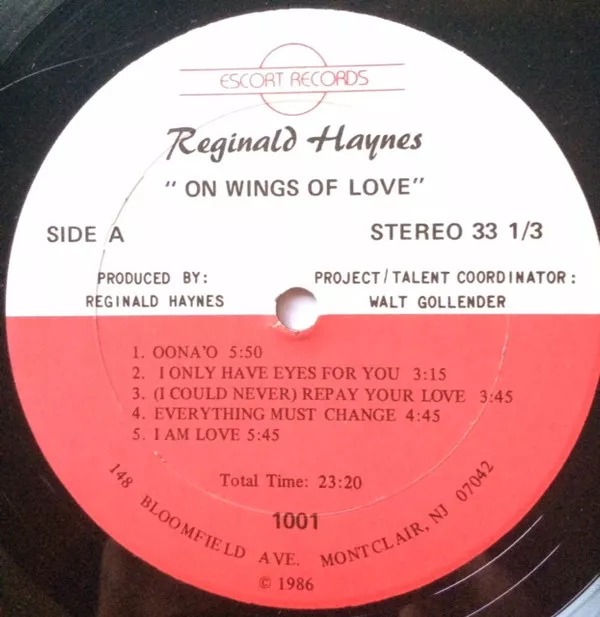 ESCORT RECORDS
Reginald Haynes
" ON WINGS OF LOVE"
SIDE A
STEREO 33 1/3
PRODUCED BY:
REGINALD HAYNES
PROJECT/TALENT COORDINATOR:
WALT GOLLENDER
1. OONA'O 5:50
2. I ONLY HAVE EYES FOR YOU 3:15
3. (I COULD NEVER) REPAY YOUR LOVE 3:45
4. EVERYTHING MUST CHANGE 4:45
5. I AM LOVE 5:45
Total Time: 23:20
1001
148 BLOOMFIELD AVE. MONTCLAIR, NJ 07042
© 1986